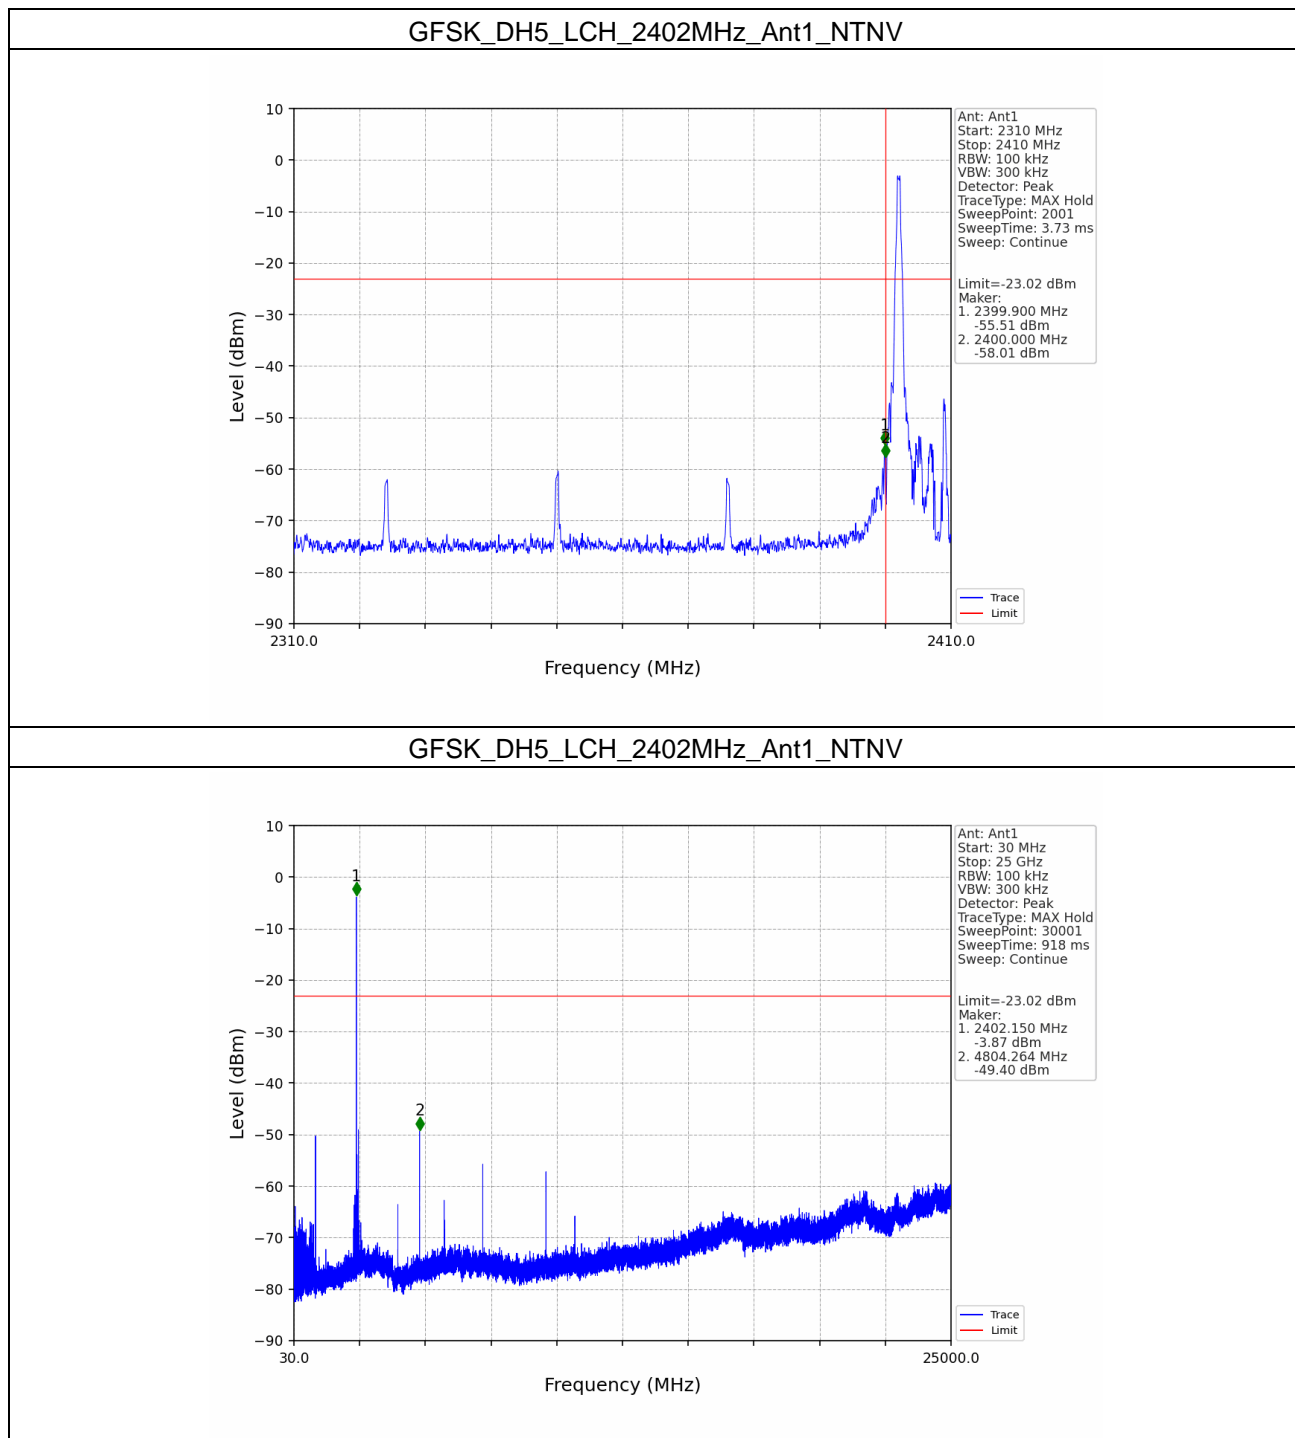 GFSK_DH5_LCH_2402MHz_Ant1_NTNV
10
0
−10
−20
−30
−40
−50
−60
−70
−80
−90
Level (dBm)
1
2
2310.0
2410.0
Frequency (MHz)
Ant: Ant1
Start: 2310 MHz
Stop: 2410 MHz
RBW: 100 kHz
VBW: 300 kHz
Detector: Peak
TraceType: MAX Hold
SweepPoint: 2001
SweepTime: 3.73 ms
Sweep: Continue
Limit=-23.02 dBm
Maker:
1. 2399.900 MHz
-55.51 dBm
2. 2400.000 MHz
-58.01 dBm
Trace
Limit
GFSK_DH5_LCH_2402MHz_Ant1_NTNV
10
0
−10
−20
−30
−40
−50
−60
−70
−80
−90
Level (dBm)
1
2
30.0
25000.0
Frequency (MHz)
Ant: Ant1
Start: 30 MHz
Stop: 25 GHz
RBW: 100 kHz
VBW: 300 kHz
Detector: Peak
TraceType: MAX Hold
SweepPoint: 30001
SweepTime: 918 ms
Sweep: Continue
Limit=-23.02 dBm
Maker:
1. 2402.150 MHz
-3.87 dBm
2. 4804.264 MHz
-49.40 dBm
Trace
Limit